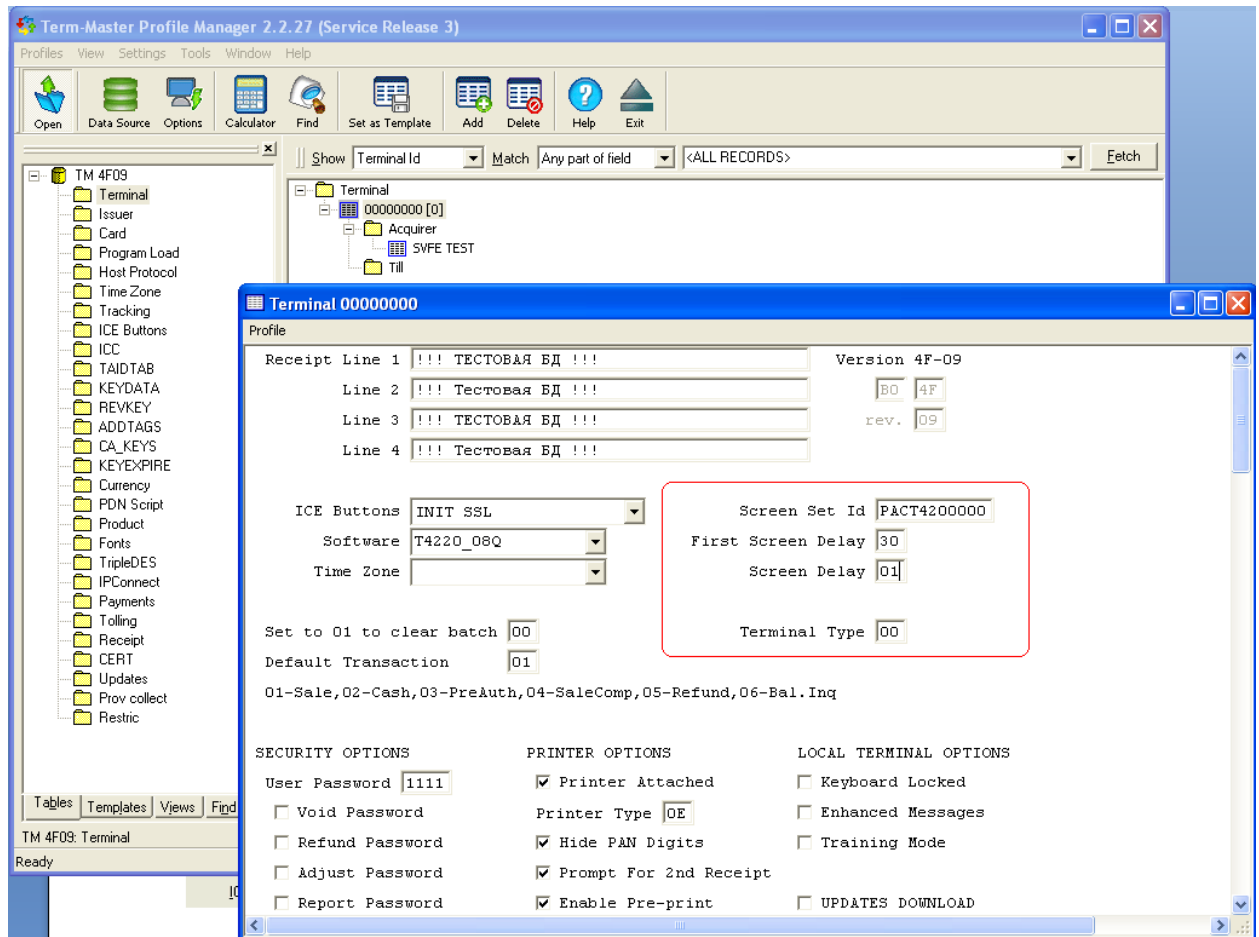 Term-Master Profile Manager 2.2.27 (Service Release 3)
Profiles View Settings Tools Window Help
Open Data Source Options Calculator Find Set as Template Add Delete Help Exit
Show Terminal Id Match Any part of field <ALL RECORDS> Fetch
TM 4F09
Terminal
Issuer
Card
Program Load
Host Protocol
Time Zone
Tracking
ICE Buttons
ICC
TAIDTAB
KEYDATA
REVKEY
ADDTAGS
CA_KEYS
KEYEXPIRE
Currency
PDN Script
Product
Fonts
TripleDES
IPConnect
Payments
Tolling
Receipt
CERT
Updates
Prov collect
Restric
Tables Templates Views Find
TM 4F09: Terminal
Ready
Terminal
00000000 [0]
Acquirer
SVFE TEST
Till
Terminal 00000000
Profile
Receipt Line 1 !!! ТЕСТОВАЯ БД !!! Version 4F-09
Line 2 !!! Тестовая БД !!! B0 4F
Line 3 !!! ТЕСТОВАЯ БД !!! rev. 09
Line 4 !!! Тестовая БД !!!
ICE Buttons INIT SSL Screen Set Id PACT4200000
Software T4220_08Q First Screen Delay 30
Time Zone Screen Delay 01
Set to 01 to clear batch 00 Terminal Type 00
Default Transaction 01
01-Sale,02-Cash,03-PreAuth,04-SaleComp,05-Refund,06-Bal.Inq
SECURITY OPTIONS PRINTER OPTIONS LOCAL TERMINAL OPTIONS
User Password 1111 Printer Attached Keyboard Locked
Void Password Printer Type 0E Enhanced Messages
Refund Password Hide PAN Digits Training Mode
Adjust Password Prompt For 2nd Receipt
Report Password Enable Pre-print UPDATES DOWNLOAD